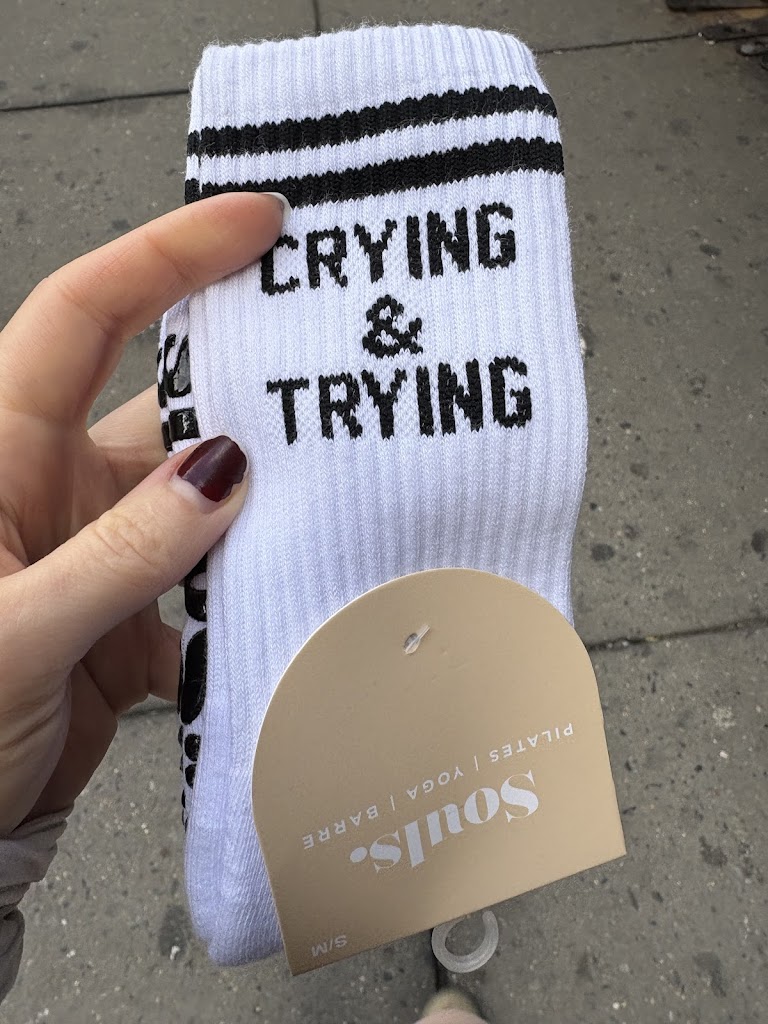 CRYING
&
TRYING
souls.
PILATES | YOGA | BARRE
S/M